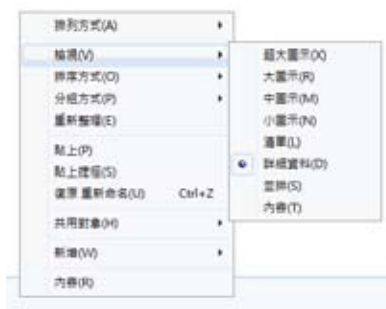 排列方式(A)
檢視(V)
排序方式(O)
分組方式(P)
重新整理(E)
貼上(P)
貼上捷徑(S)
復原 重新命名(U) Ctrl+Z
共用對象(H)
新增(W)
內容(R)
超大圖示(X)
大圖示(R)
中圖示(M)
小圖示(N)
清單(L)
詳細資料(D)
並排(S)
內容(T)